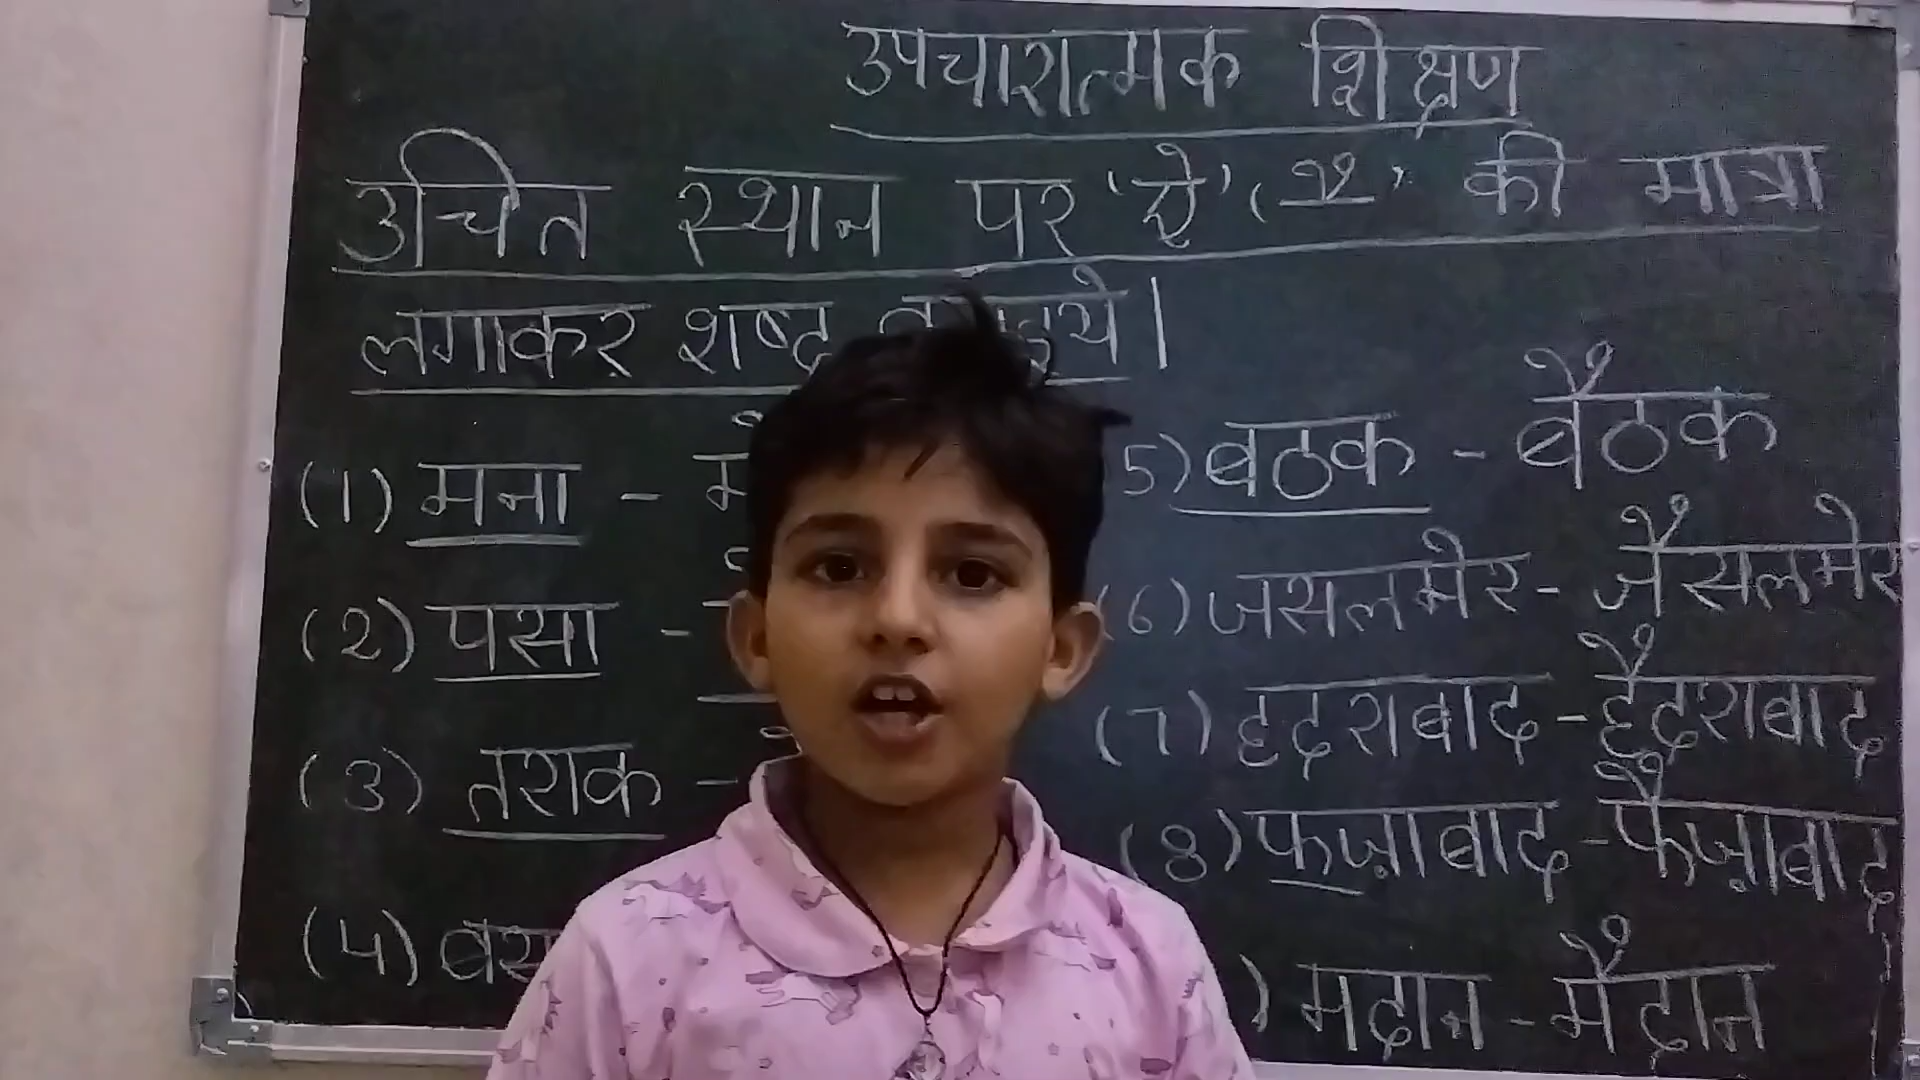 उपचारात्मक शिक्षण
उचित स्थान पर 'ऐ' ( ै ) की मात्रा
लगाकर शब्द
(1) मना -
(2) पसा -
(3) तराक -
(4)
5) बठक - बैठक
(6) जसलमेर - जैसलमेर
(7) हदराबाद - हैदराबाद
(8) फज़ाबाद - फैज़ाबाद
) मदान - मैदान